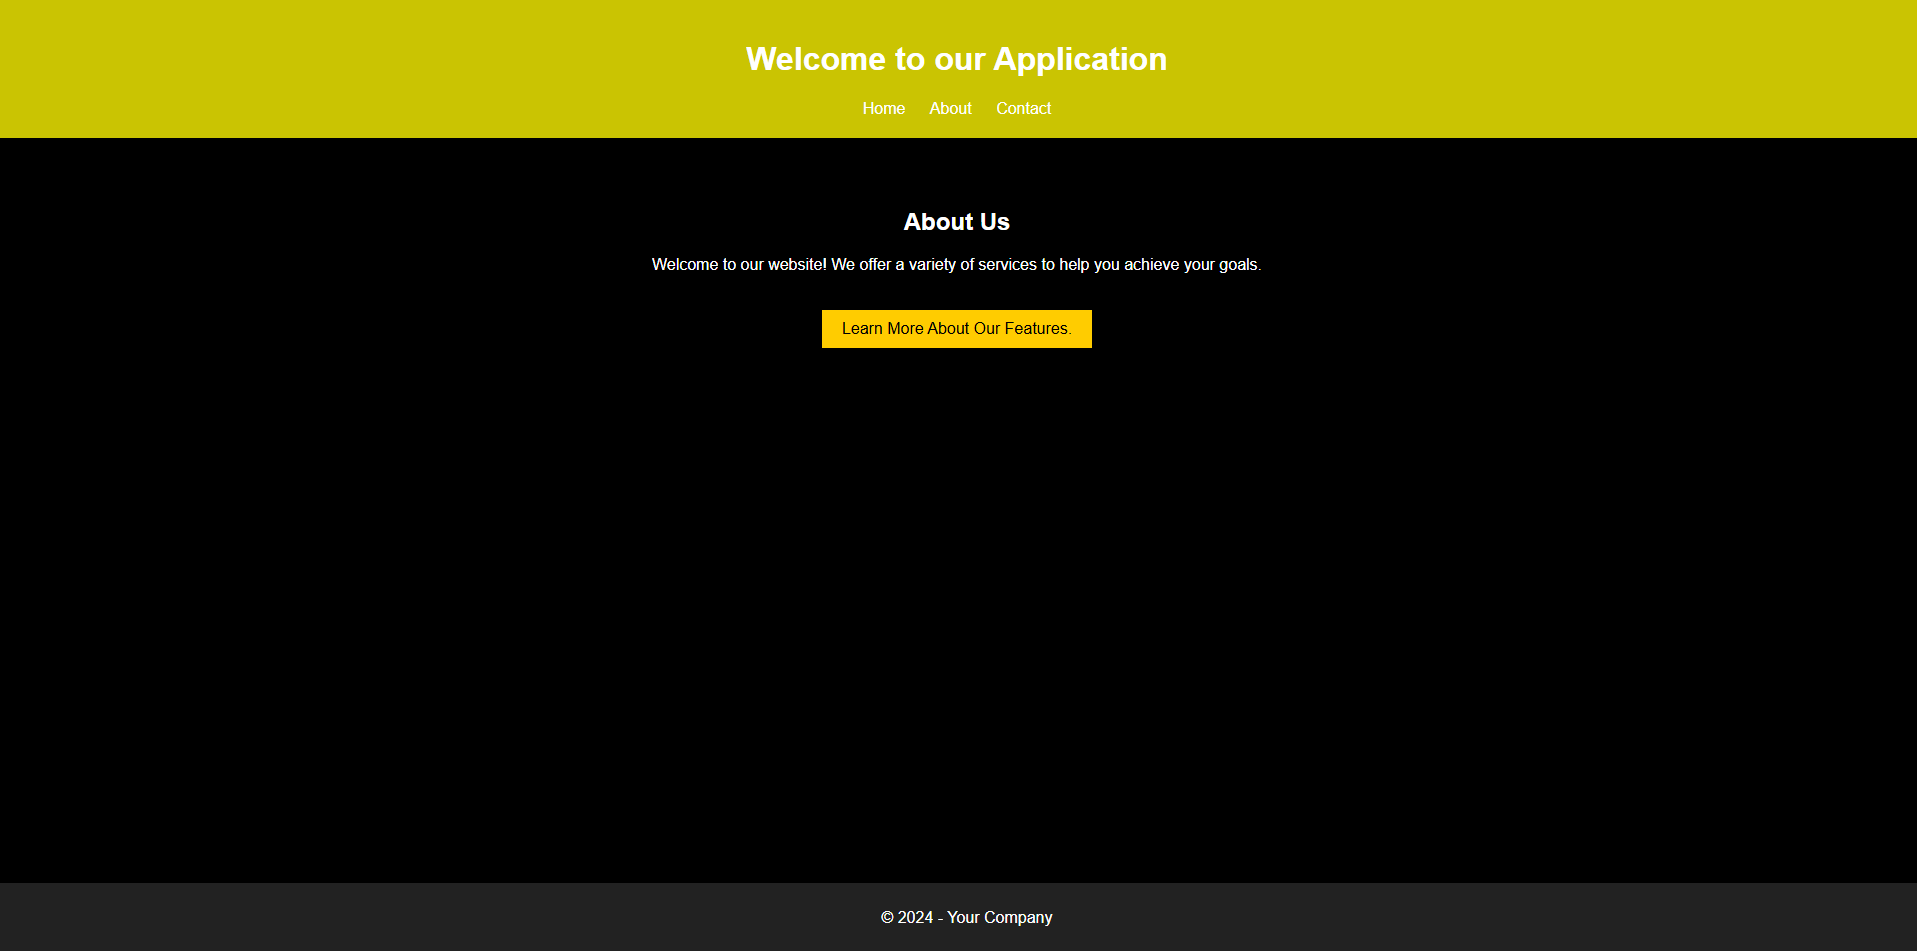 Welcome to our Application
Home About Contact
About Us
Welcome to our website! We offer a variety of services to help you achieve your goals.
Learn More About Our Features.
© 2024 - Your Company